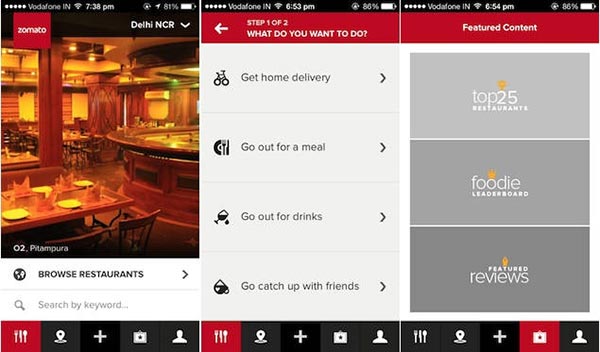 Vodafone IN 7:38 pm 81%
zomato
Delhi NCR
O2, Pitampura
BROWSE RESTAURANTS
Search by keyword...
Vodafone IN 6:53 pm 86%
STEP 1 OF 2
WHAT DO YOU WANT TO DO?
Get home delivery
Go out for a meal
Go out for drinks
Go catch up with friends
Vodafone IN 6:54 pm 86%
Featured Content
top25
RESTAURANTS
foodie
LEADERBOARD
FEATURED
reviews